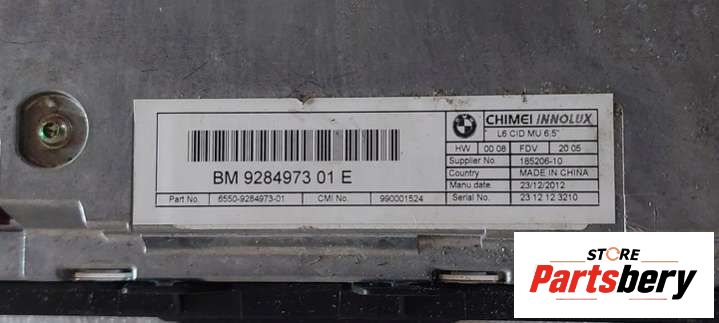 CHIMEI INNOLUX
L6 CID MU 6.5"
HW 00 08 FDV 20 05
Supplier No. 185206-10
Country MADE IN CHINA
Manu date 23/12/2012
Serial No. 23 12 12 3210
BM 9284973 01 E
Part No. 6550-9284973-01 CMI No. 990001524
STORE
Partsbery